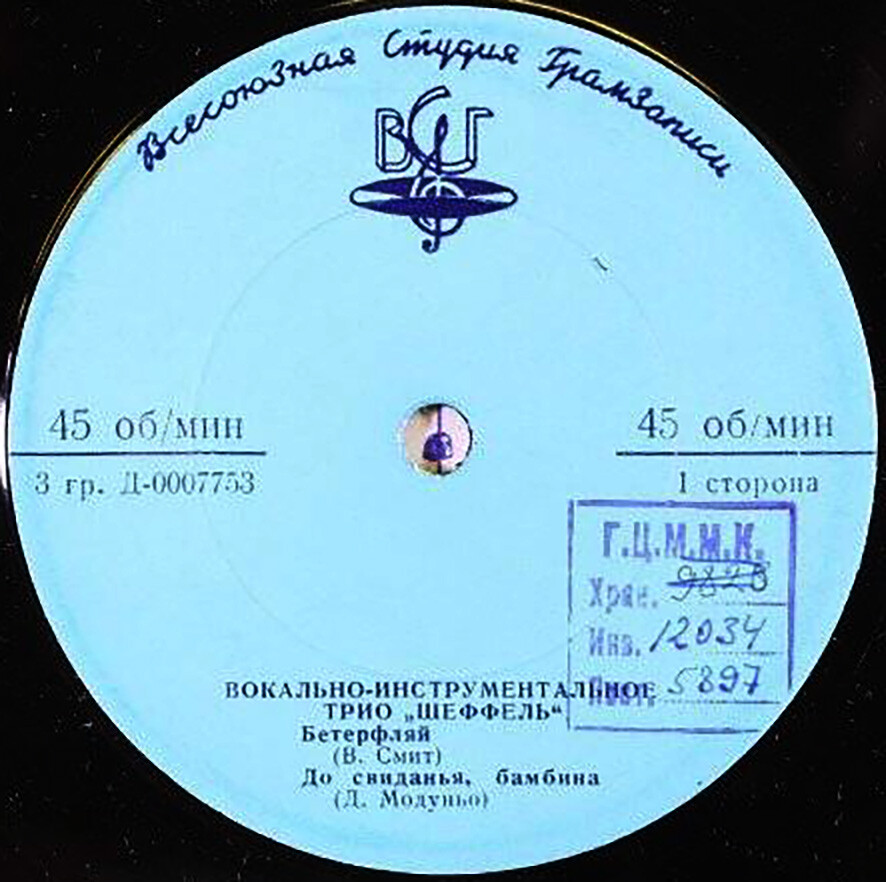 Всесоюзная Студия Грамзаписи
ВСГ
45 об/мин
45 об/мин
3 гр. Д-0007753
1 сторона
Г.Ц.М.М.К.
Хран. 9828
Инв. 12034
Пост. 5897
ВОКАЛЬНО-ИНСТРУМЕНТАЛЬНОЕ
ТРИО „ШЕФФЕЛЬ“
Бетерфляй
(В. Смит)
До свиданья, бамбина
(Д. Модуньо)